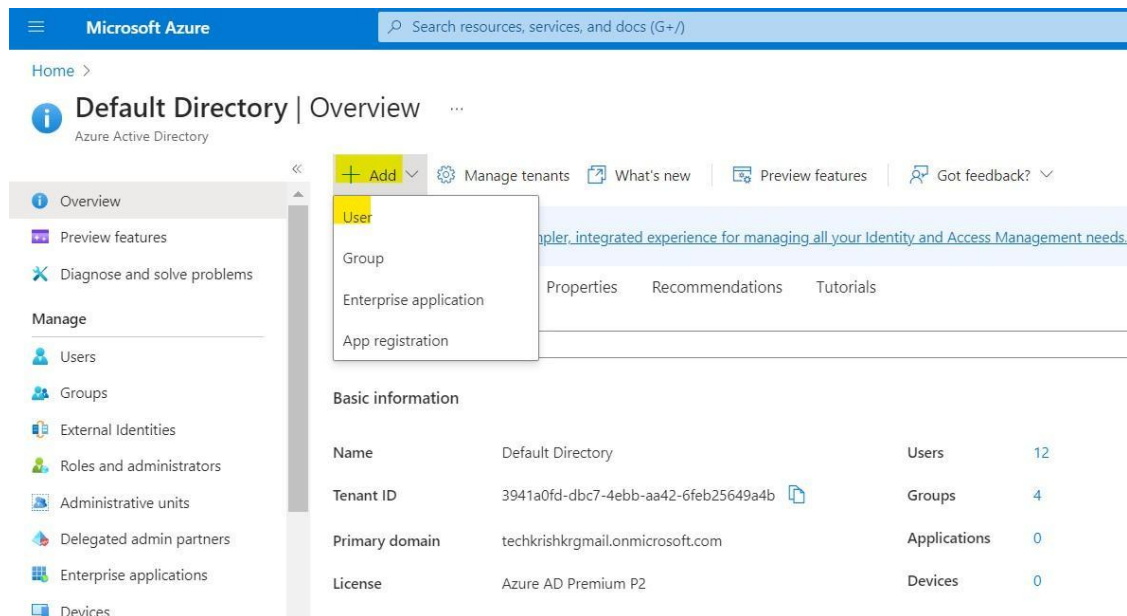 Microsoft Azure
Search resources, services, and docs (G+/)
Home >
Default Directory | Overview ...
Azure Active Directory
«
+ Add
Manage tenants
What's new
Preview features
Got feedback?
Overview
Preview features
Diagnose and solve problems
Manage
Users
Groups
External Identities
Roles and administrators
Administrative units
Delegated admin partners
Enterprise applications
Devices
User
Group
Enterprise application
App registration
integrated experience for managing all your Identity and Access Management needs.
Properties Recommendations Tutorials
Basic information
Name Default Directory Users 12
Tenant ID 3941a0fd-dbc7-4ebb-aa42-6feb25649a4b Groups 4
Primary domain techkrishkrgmail.onmicrosoft.com Applications 0
License Azure AD Premium P2 Devices 0